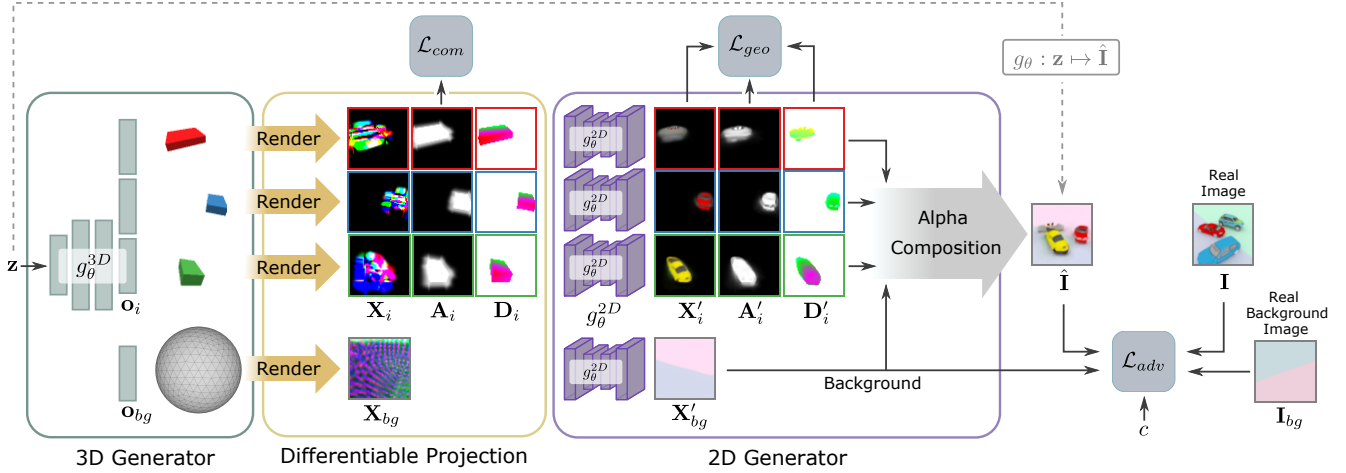 𝓛_com
𝓛_geo
g_θ : z ↦ Î
Render
g_θ^2D
Render
g_θ^2D
Alpha
Composition
Real
Image
z
g_θ^3D
Render
g_θ^2D
o_i
X_i
A_i
D_i
g_θ^2D
X′_i
A′_i
D′_i
Î
I
Real
Background
Image
Render
g_θ^2D
Background
𝓛_adv
o_bg
X_bg
X′_bg
c
I_bg
3D Generator
Differentiable Projection
2D Generator